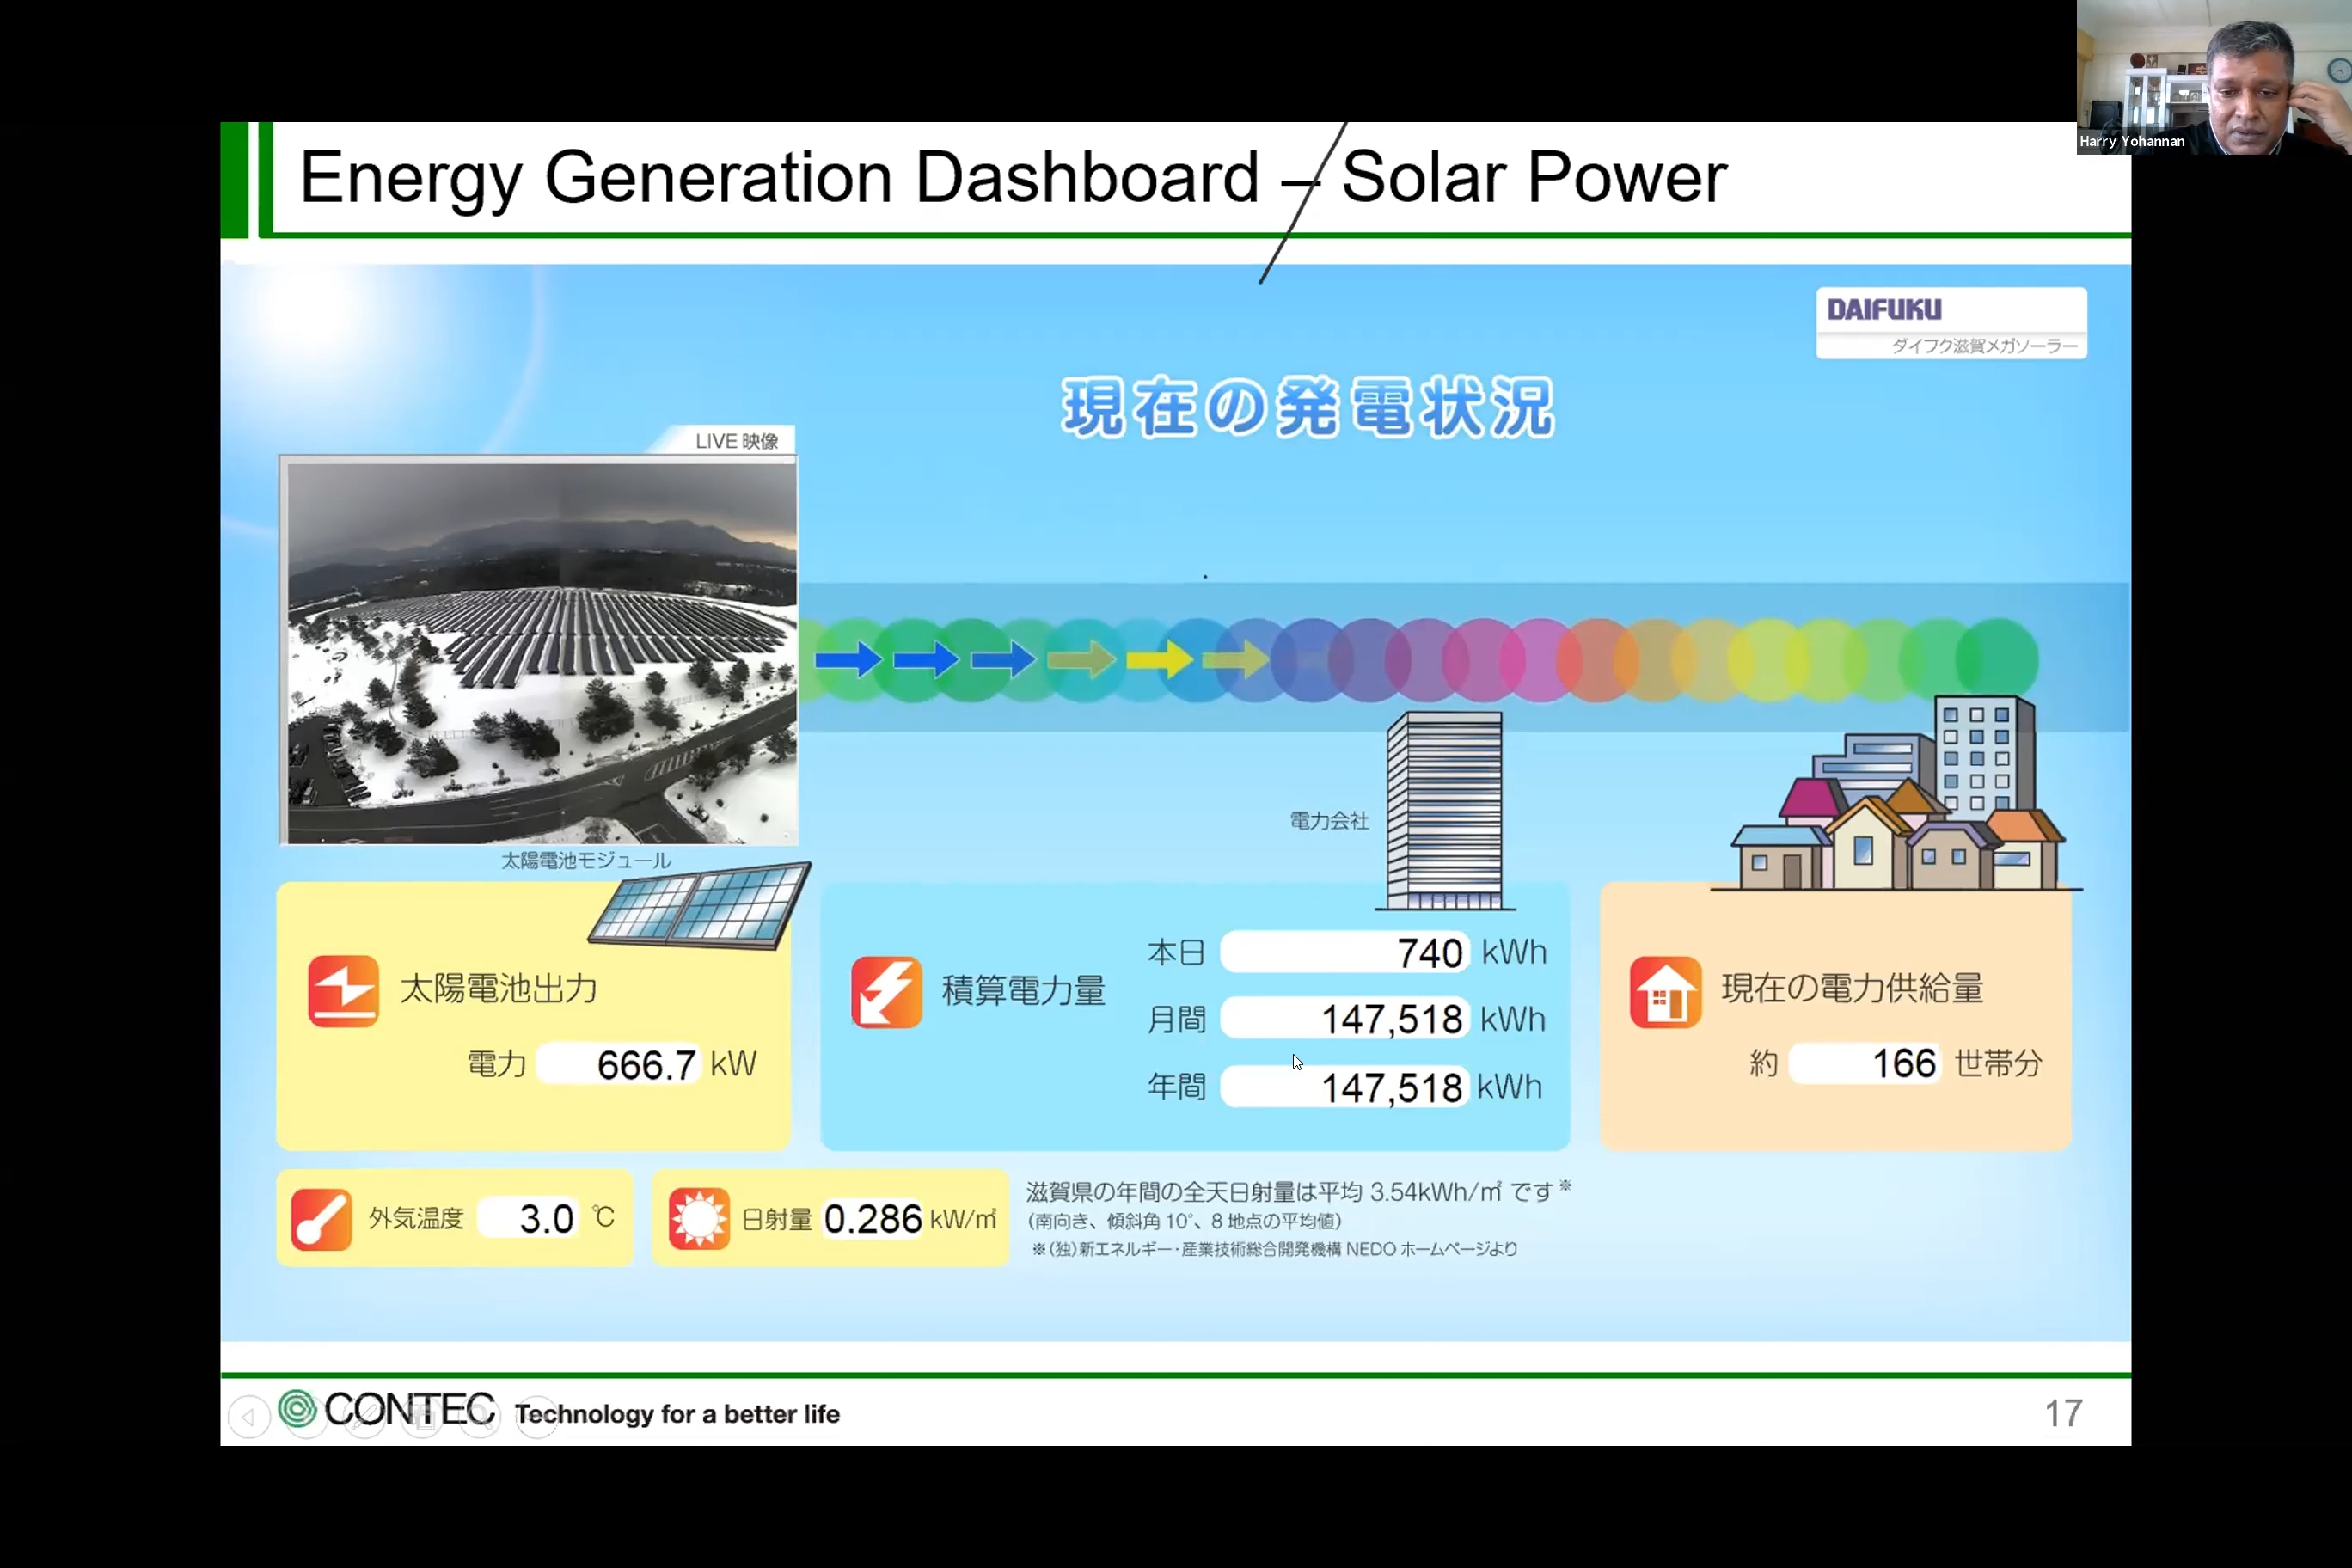 Harry Yohannan
Energy Generation Dashboard – Solar Power
DAIFUKU
ダイフク滋賀メガソーラー
現在の発電状況
LIVE 映像
電力会社
太陽電池モジュール
太陽電池出力
電力 666.7 kW
積算電力量
本日 740 kWh
月間 147,518 kWh
年間 147,518 kWh
現在の電力供給量
約 166 世帯分
外気温度 3.0 ℃
日射量 0.286 kW/㎡
滋賀県の年間の全天日射量は平均 3.54kWh/㎡ です※
(南向き、傾斜角 10°、8 地点の平均値)
※(独)新エネルギー・産業技術総合開発機構 NEDO ホームページより
CONTEC Technology for a better life
17